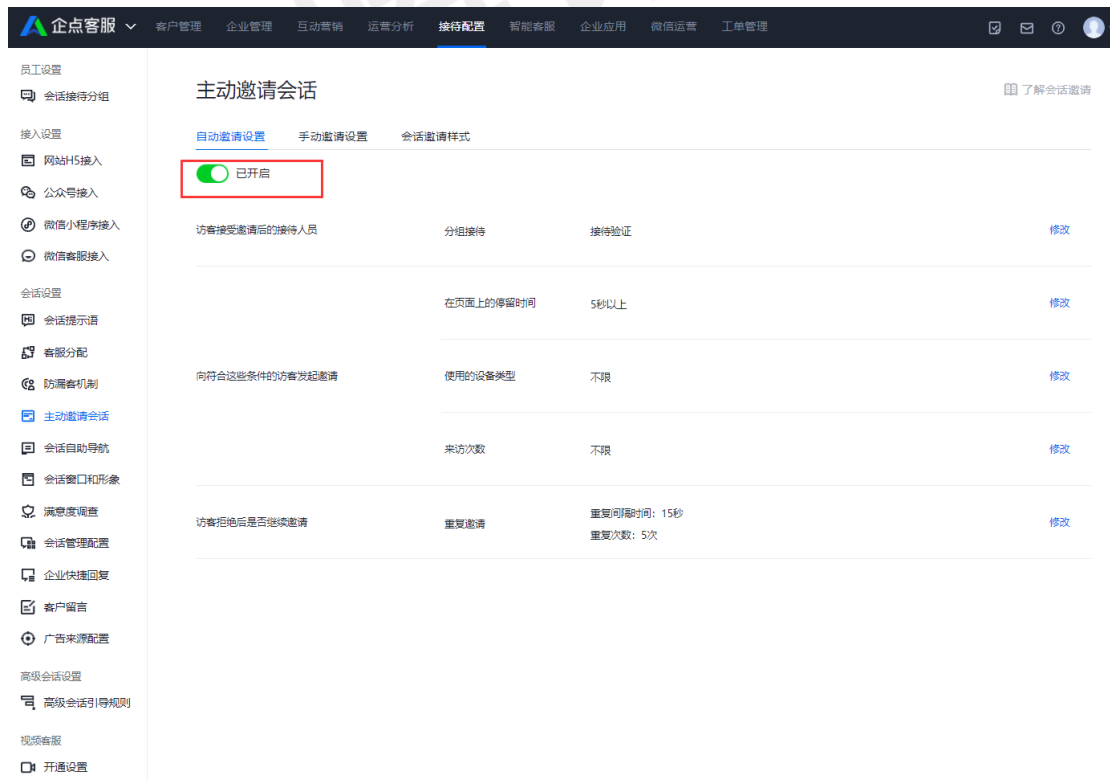 企点客服
客户管理 企业管理 互动营销 运营分析 接待配置 智能客服 企业应用 微信运营 工单管理
员工设置
会话接待分组
接入设置
网站H5接入
公众号接入
微信小程序接入
微信客服接入
会话设置
会话提示语
客服分配
防漏客机制
主动邀请会话
会话自助导航
会话窗口和形象
满意度调查
会话管理配置
企业快捷回复
客户留言
广告来源配置
高级会话设置
高级会话引导规则
视频客服
开通设置
主动邀请会话
了解会话邀请
自动邀请设置 手动邀请设置 会话邀请样式
已开启
访客接受邀请后的接待人员 分组接待 接待验证 修改
在页面上的停留时间 5秒以上 修改
向符合这些条件的访客发起邀请 使用的设备类型 不限 修改
来访次数 不限 修改
访客拒绝后是否继续邀请 重复邀请 重复间隔时间：15秒 修改
重复次数：5次